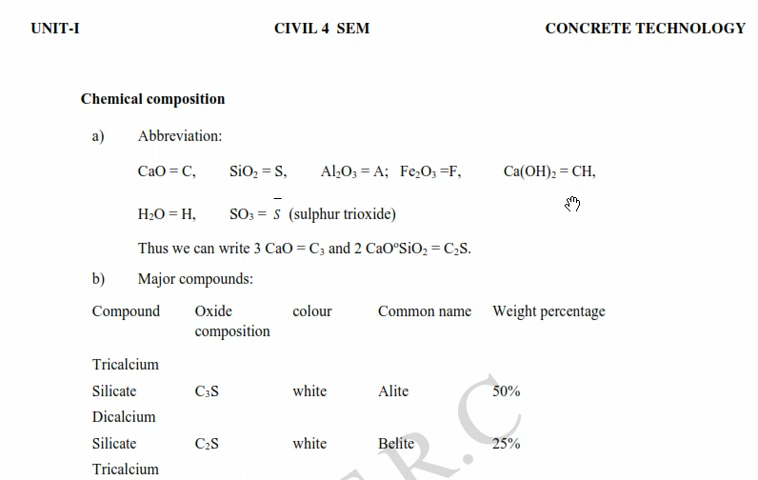 UNIT-I CIVIL 4 SEM CONCRETE TECHNOLOGY
Chemical composition
a) Abbreviation:
CaO = C, SiO₂ = S, Al₂O₃ = A; Fe₂O₃ =F, Ca(OH)₂ = CH,
H₂O = H, SO₃ = S̅ (sulphur trioxide)
Thus we can write 3 CaO = C₃ and 2 CaOºSiO₂ = C₂S.
b) Major compounds:
Compound Oxide colour Common name Weight percentage
composition
Tricalcium
Silicate C₃S white Alite 50%
Dicalcium
Silicate C₂S white Belite 25%
Tricalcium
R.C